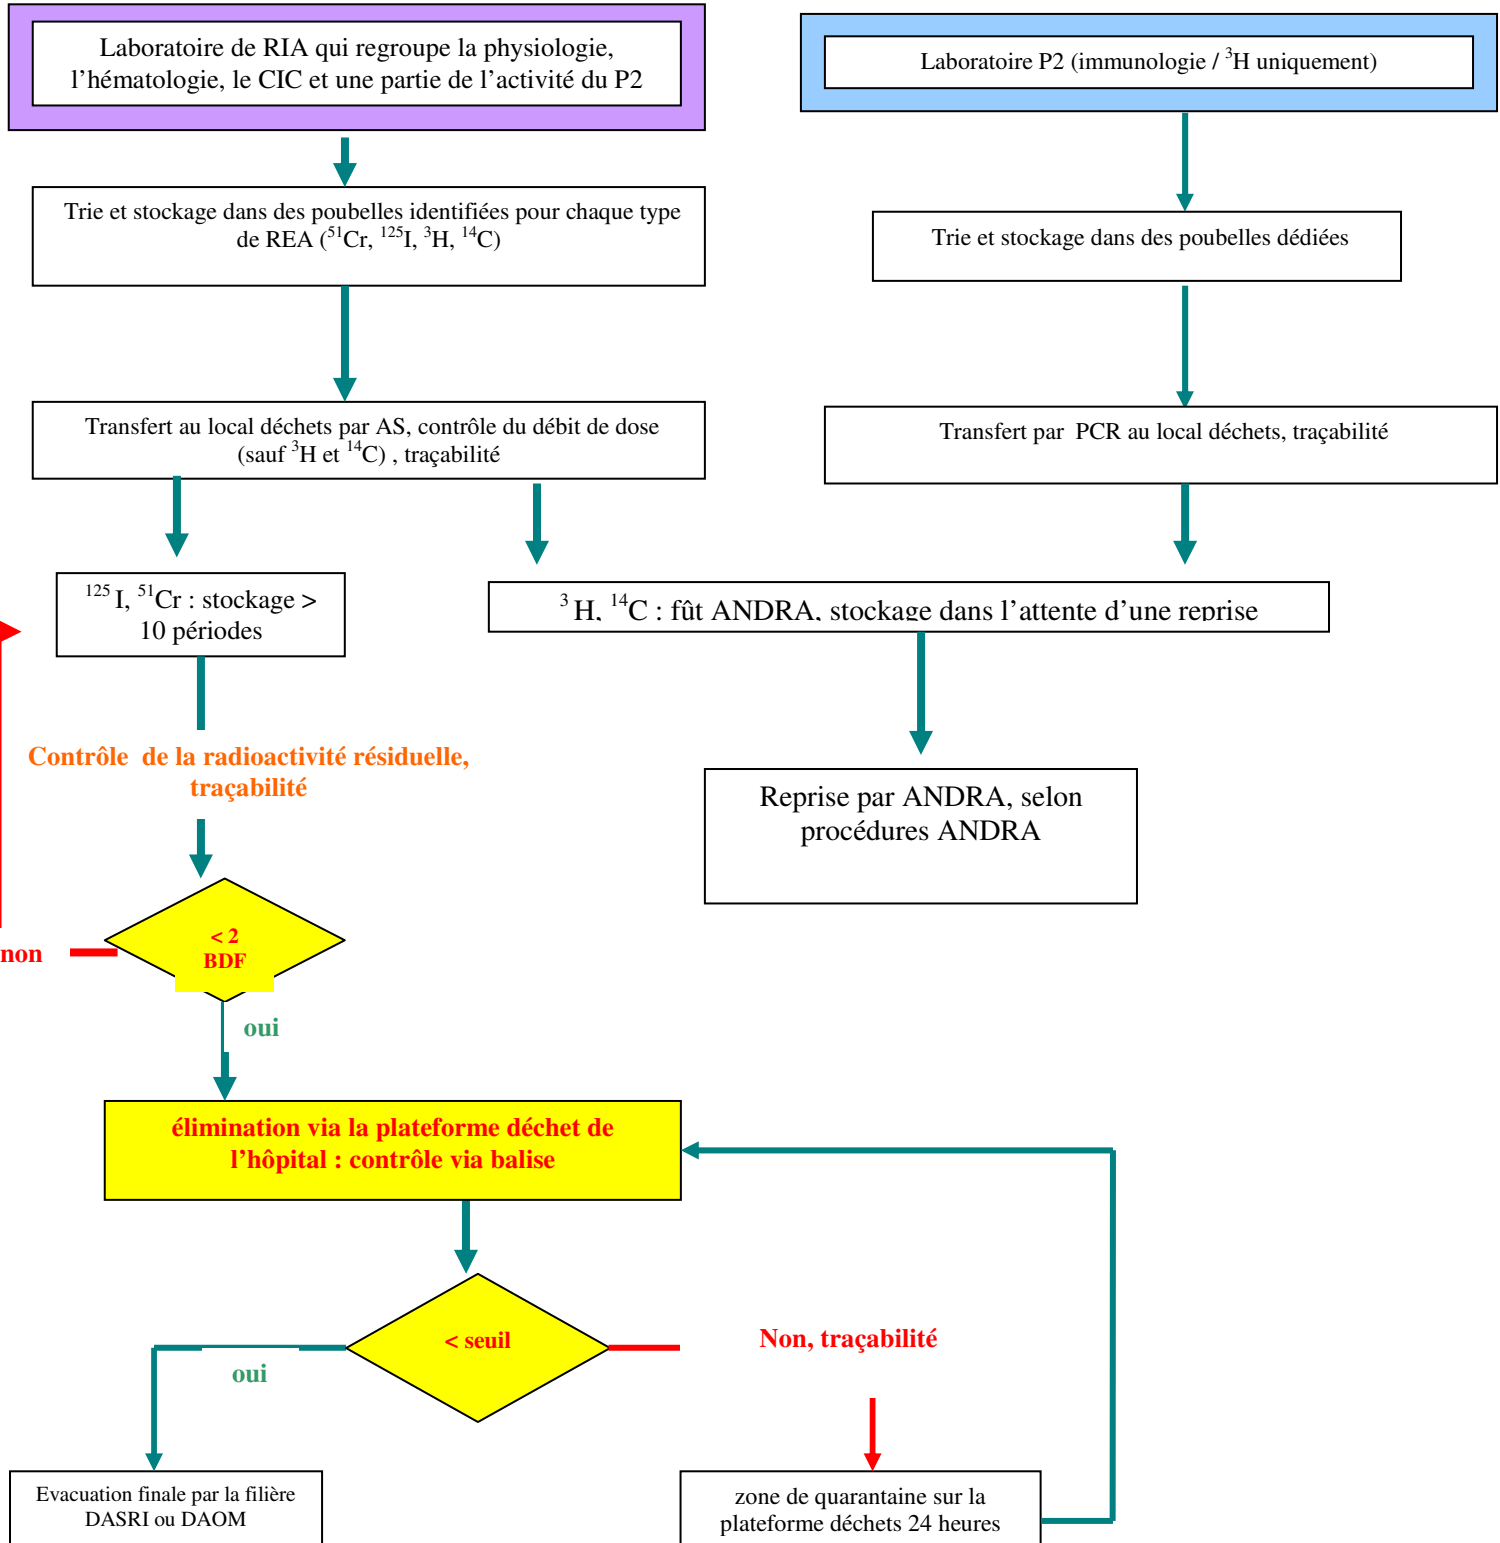 Laboratoire de RIA qui regroupe la physiologie,
l’hématologie, le CIC et une partie de l’activité du P2
Laboratoire P2 (immunologie / ³H uniquement)
Trie et stockage dans des poubelles identifiées pour chaque type
de REA (⁵¹Cr, ¹²⁵I, ³H, ¹⁴C)
Trie et stockage dans des poubelles dédiées
Transfert au local déchets par AS, contrôle du débit de dose
(sauf ³H et ¹⁴C) , traçabilité
Transfert par PCR au local déchets, traçabilité
¹²⁵ I, ⁵¹Cr : stockage >
10 périodes
³ H, ¹⁴C : fût ANDRA, stockage dans l’attente d’une reprise
Contrôle de la radioactivité résiduelle,
traçabilité
Reprise par ANDRA, selon
procédures ANDRA
< 2
BDF
non
oui
élimination via la plateforme déchet de
l’hôpital : contrôle via balise
< seuil
Non, traçabilité
oui
Evacuation finale par la filière
DASRI ou DAOM
zone de quarantaine sur la
plateforme déchets 24 heures